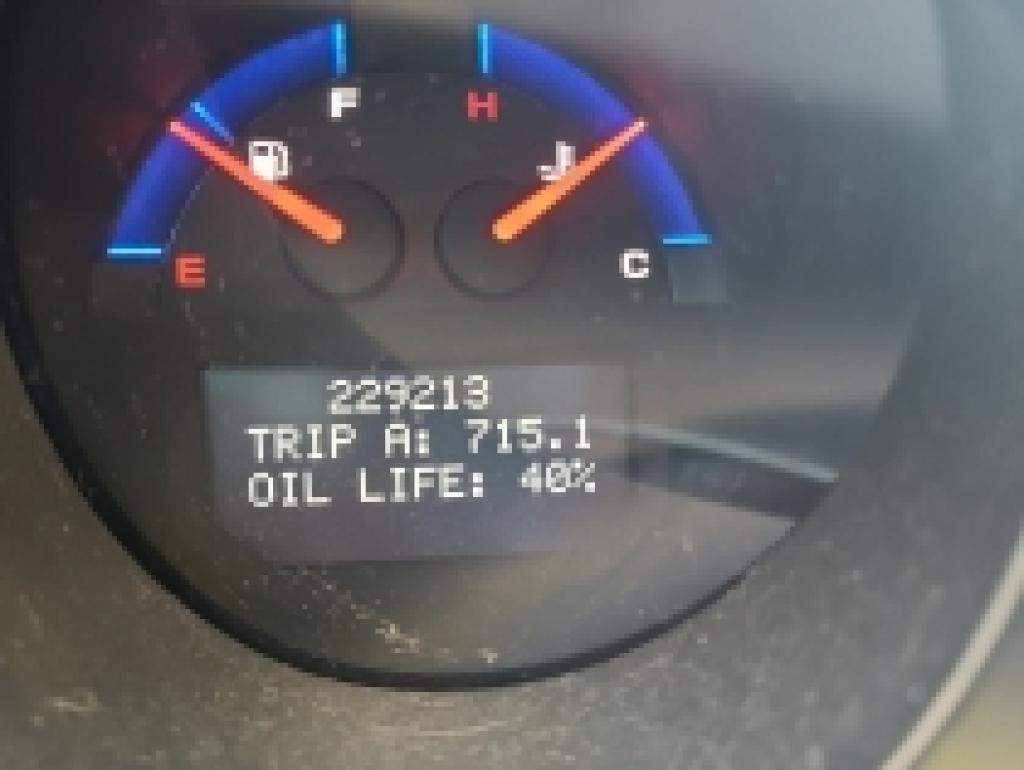 F H
E C
229213
TRIP A: 715.1
OIL LIFE: 40%